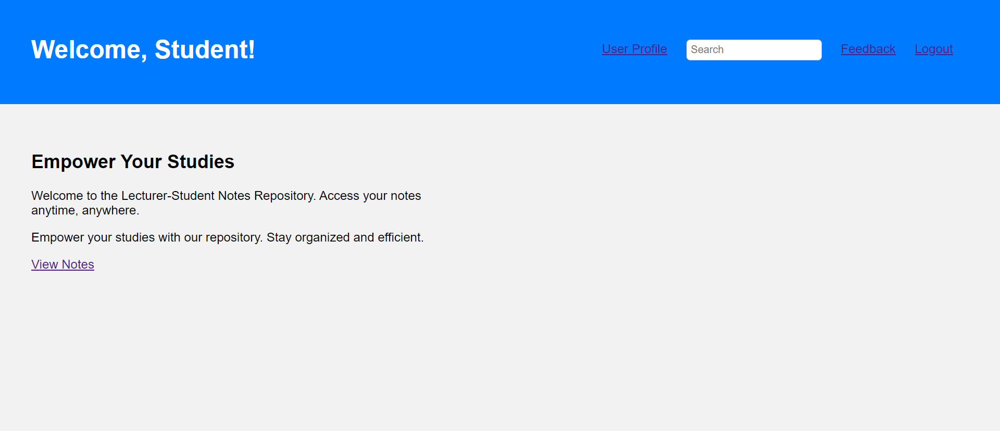 Welcome, Student!
User Profile
Search
Feedback
Logout
Empower Your Studies
Welcome to the Lecturer-Student Notes Repository. Access your notes
anytime, anywhere.
Empower your studies with our repository. Stay organized and efficient.
View Notes